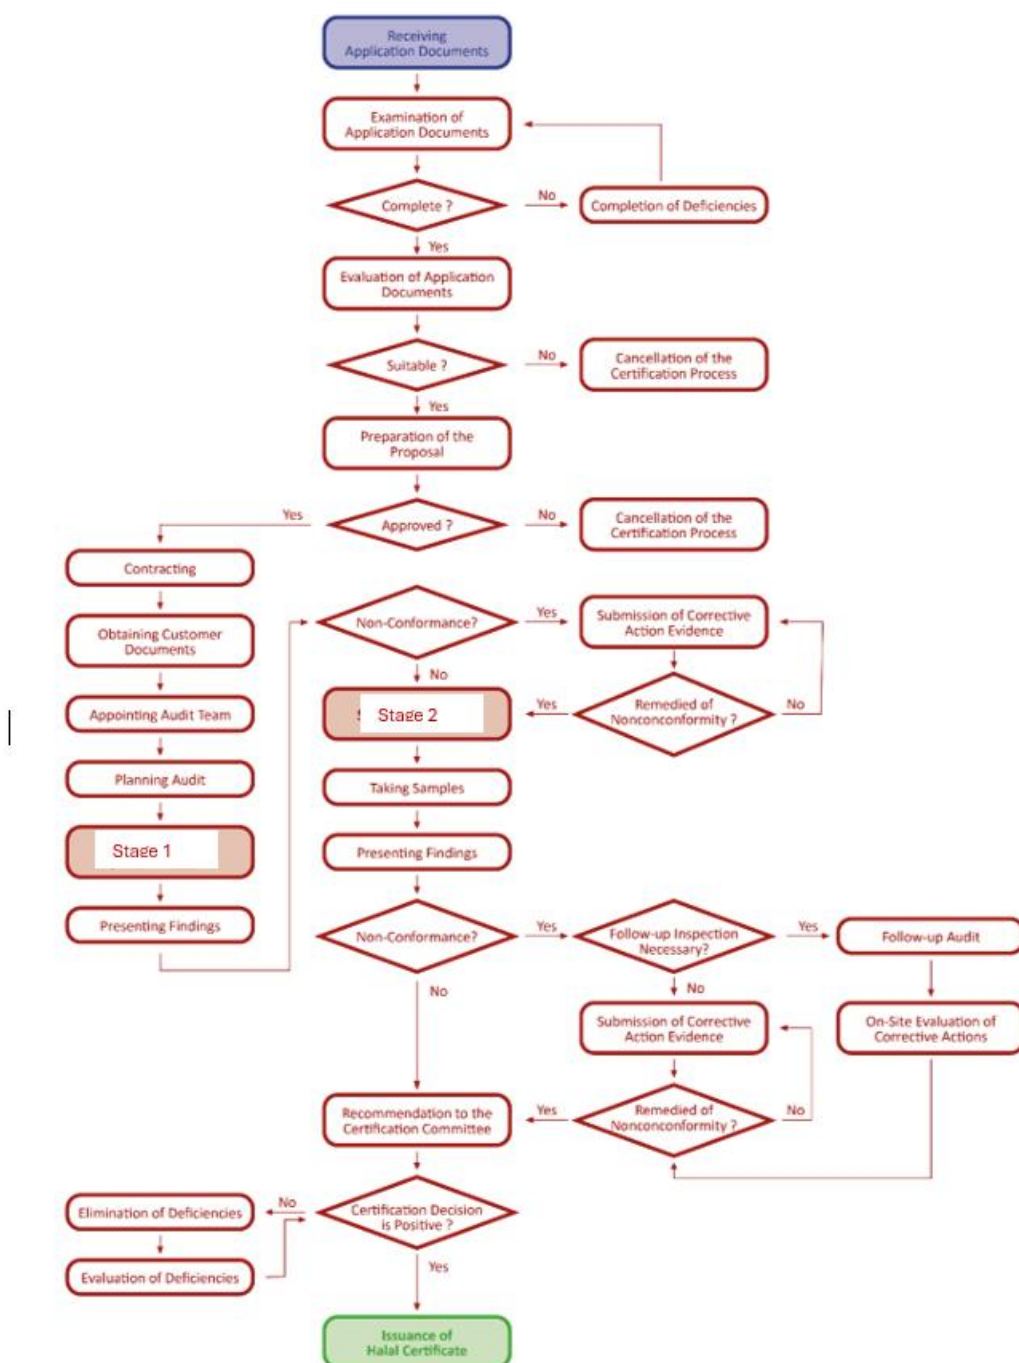 Receiving
Application Documents
Examination of
Application Documents
Complete ?
No
Completion of Deficiencies
Yes
Evaluation of Application
Documents
Suitable ?
No
Cancellation of the
Certification Process
Yes
Preparation of the
Proposal
Yes
Approved ?
No
Cancellation of the
Certification Process
Contracting
Obtaining Customer
Documents
Appointing Audit Team
Planning Audit
Stage 1
Presenting Findings
Non-Conformance?
Yes
Submission of Corrective
Action Evidence
No
Stage 2
Yes
Remedied of
Nonconconformity ?
No
Taking Samples
Presenting Findings
Non-Conformance?
Yes
Follow-up Inspection
Necessary?
Yes
Follow-up Audit
No
No
Submission of Corrective
Action Evidence
On-Site Evaluation of
Corrective Actions
Recommendation to the
Certification Committee
Yes
Remedied of
Nonconconformity ?
No
Elimination of Deficiencies
No
Certification Decision
is Positive ?
Evaluation of Deficiencies
Yes
Issuance of
Halal Certificate